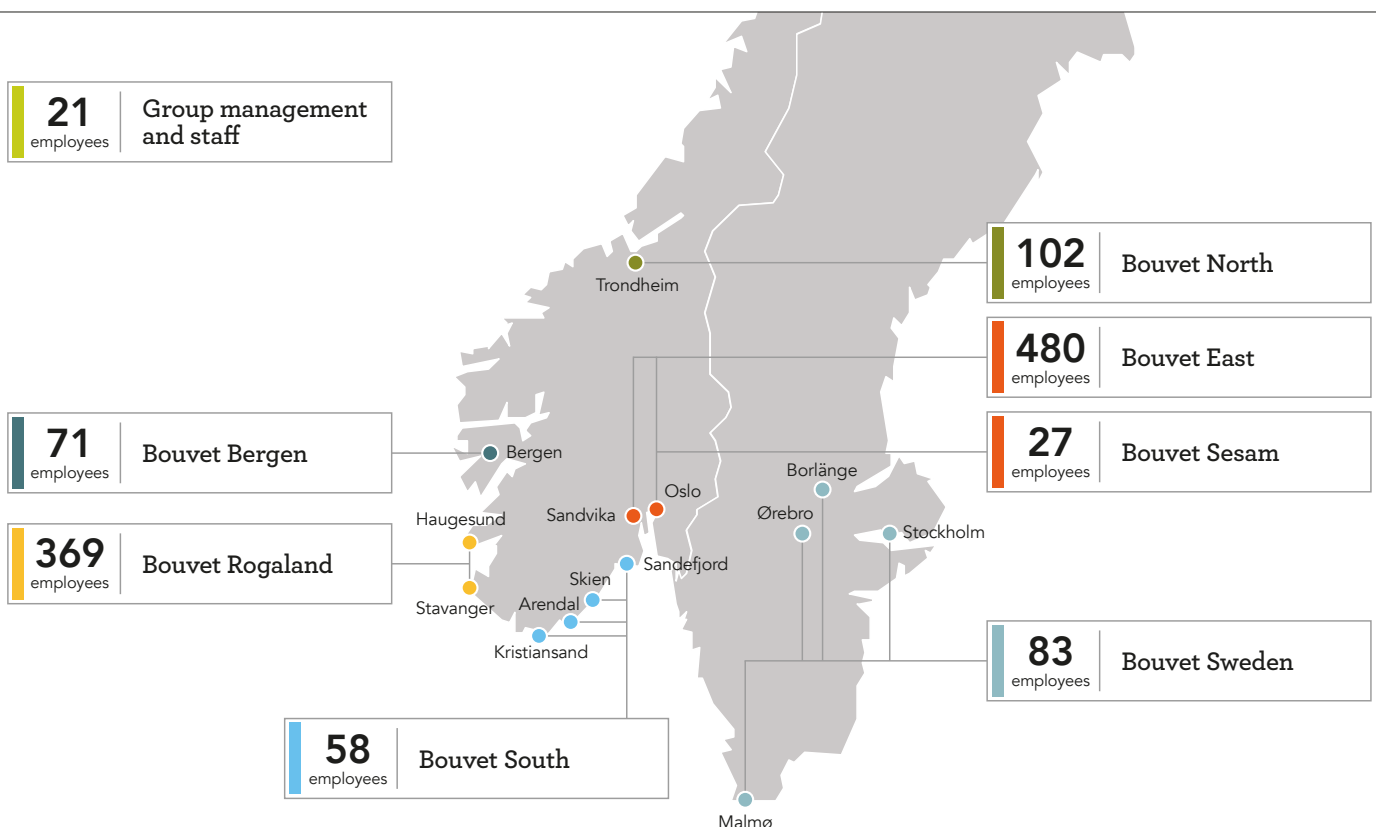 21
employees
Group management
and staff
102
employees
Bouvet North
Trondheim
480
employees
Bouvet East
71
employees
Bouvet Bergen
Bergen
27
employees
Bouvet Sesam
Borlänge
Oslo
Haugesund
Sandvika
Ørebro
Stockholm
369
employees
Bouvet Rogaland
Sandefjord
Skien
Stavanger
Arendal
Kristiansand
83
employees
Bouvet Sweden
58
employees
Bouvet South
Malmø